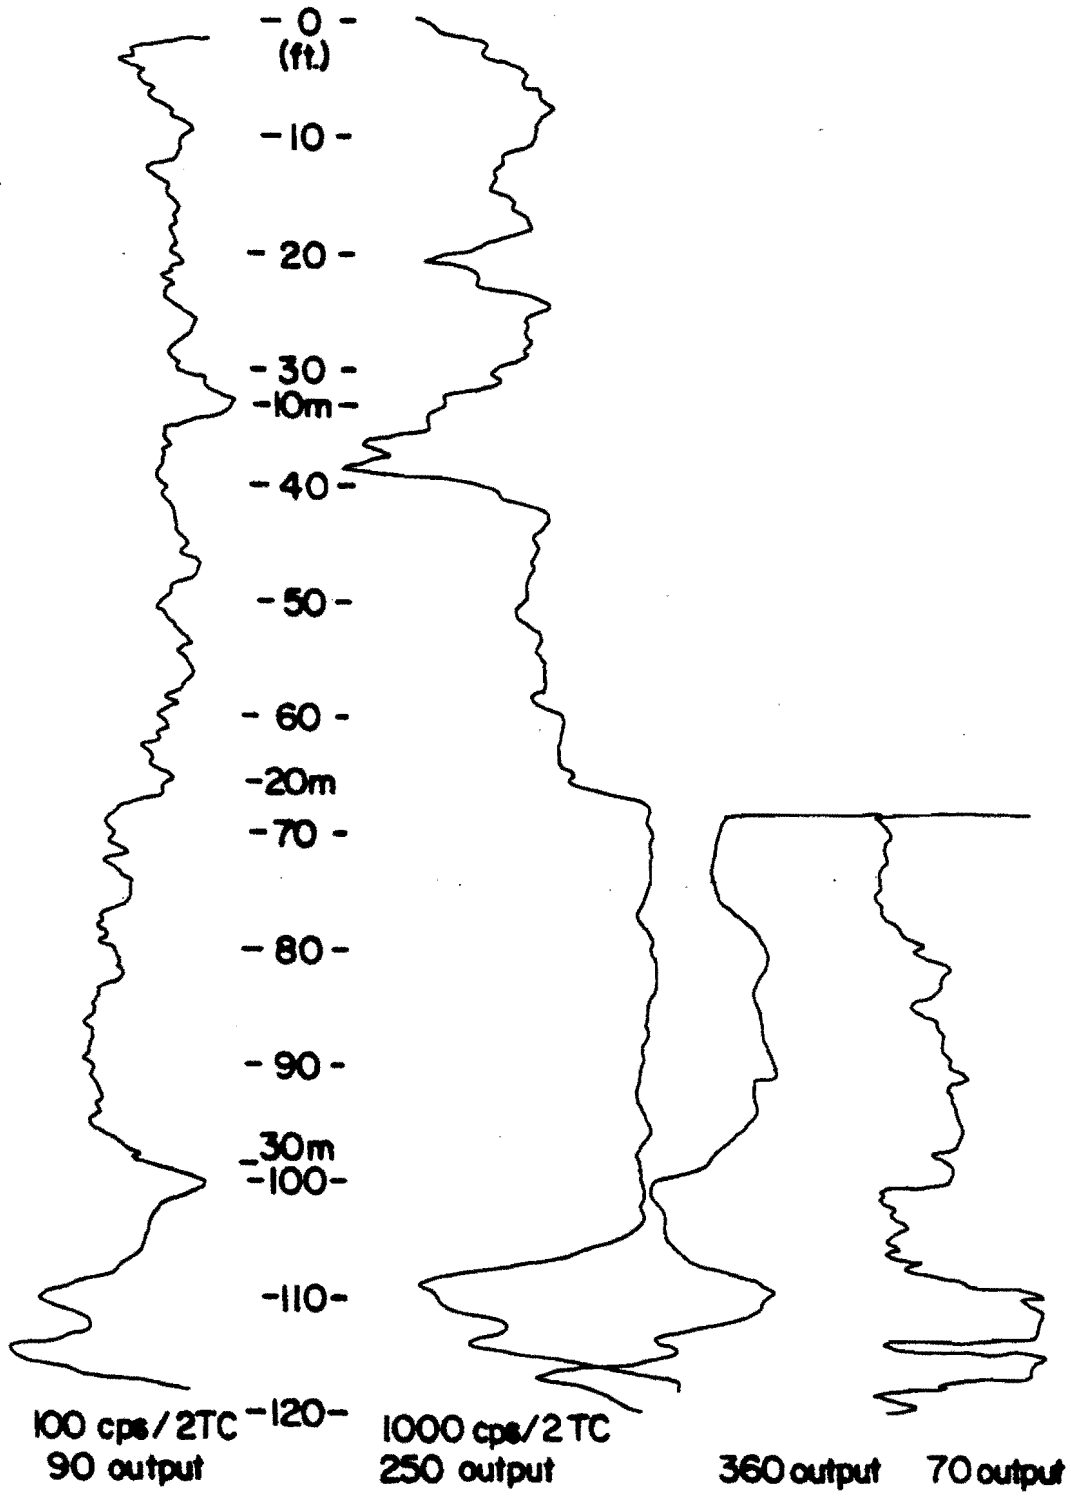 - 0 -
(ft.)
-10-
- 20 -
-30 -
-10m-
-40-
-50-
- 60 -
-20m
-70 -
- 80 -
- 90 -
_30m
-100-
-110-
-120-
100 cps/2TC
90 output
1000 cps/2TC
250 output
360 output
70 output